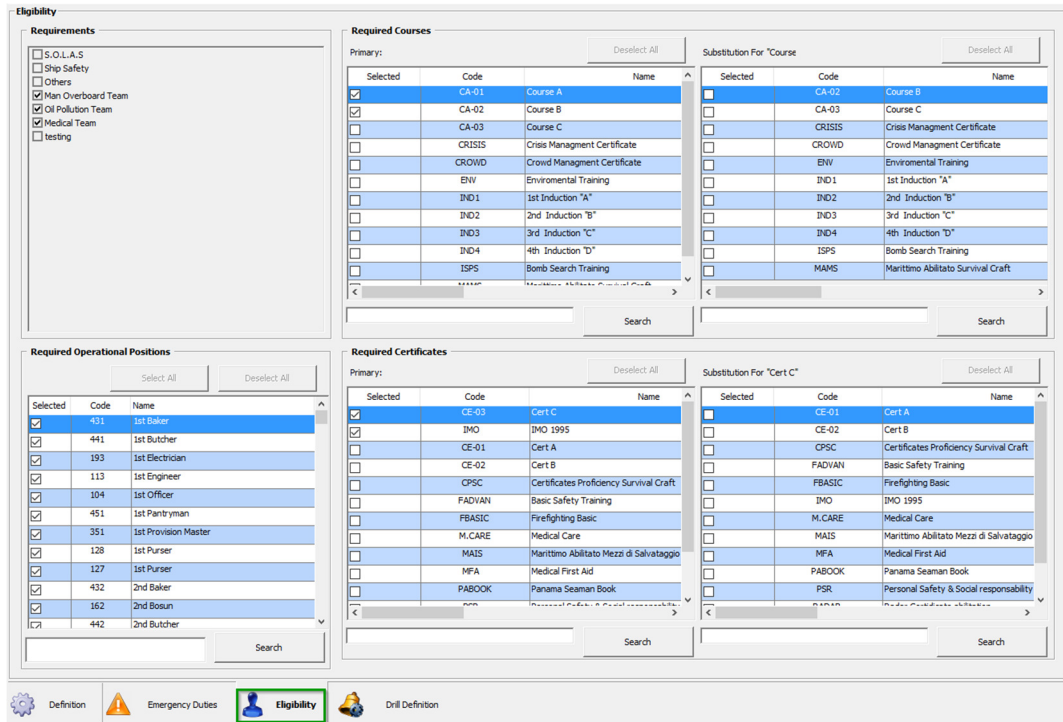 Eligibility
Requirements
S.O.L.A.S
Ship Safety
Others
Man Overboard Team
Oil Pollution Team
Medical Team
testing
Required Courses
Primary:
Deselect All
Selected Code Name
CA-01 Course A
CA-02 Course B
CA-03 Course C
CRISIS Crisis Managment Certificate
CROWD Crowd Managment Certificate
ENV Enviromental Training
IND1 1st Induction "A"
IND2 2nd Induction "B"
IND3 3rd Induction "C"
IND4 4th Induction "D"
ISPS Bomb Search Training
MAMS Marittimo Abilitato Survival Craft
Search
Substitution For "Course
Deselect All
Selected Code Name
CA-02 Course B
CA-03 Course C
CRISIS Crisis Managment Certificate
CROWD Crowd Managment Certificate
ENV Enviromental Training
IND1 1st Induction "A"
IND2 2nd Induction "B"
IND3 3rd Induction "C"
IND4 4th Induction "D"
ISPS Bomb Search Training
MAMS Marittimo Abilitato Survival Craft
Search
Required Operational Positions
Select All
Deselect All
Selected Code Name
431 1st Baker
441 1st Butcher
193 1st Electrician
113 1st Engineer
104 1st Officer
451 1st Pantryman
351 1st Provision Master
128 1st Purser
127 1st Purser
432 2nd Baker
162 2nd Bosun
442 2nd Butcher
Search
Required Certificates
Primary:
Deselect All
Selected Code Name
CE-03 Cert C
IMO IMO 1995
CE-01 Cert A
CE-02 Cert B
CPSC Certificates Proficiency Survival Craft
FADVAN Basic Safety Training
FBASIC Firefighting Basic
M.CARE Medical Care
MAIS Marittimo Abilitato Mezzi di Salvataggio
MFA Medical First Aid
PABOOK Panama Seaman Book
PSR Personal Safety & Social responsability
Search
Substitution For "Cert C"
Deselect All
Selected Code Name
CE-01 Cert A
CE-02 Cert B
CPSC Certificates Proficiency Survival Craft
FADVAN Basic Safety Training
FBASIC Firefighting Basic
IMO IMO 1995
M.CARE Medical Care
MAIS Marittimo Abilitato Mezzi di Salvataggio
MFA Medical First Aid
PABOOK Panama Seaman Book
PSR Personal Safety & Social responsability
RADAR
Search
Definition
Emergency Duties
Eligibility
Drill Definition